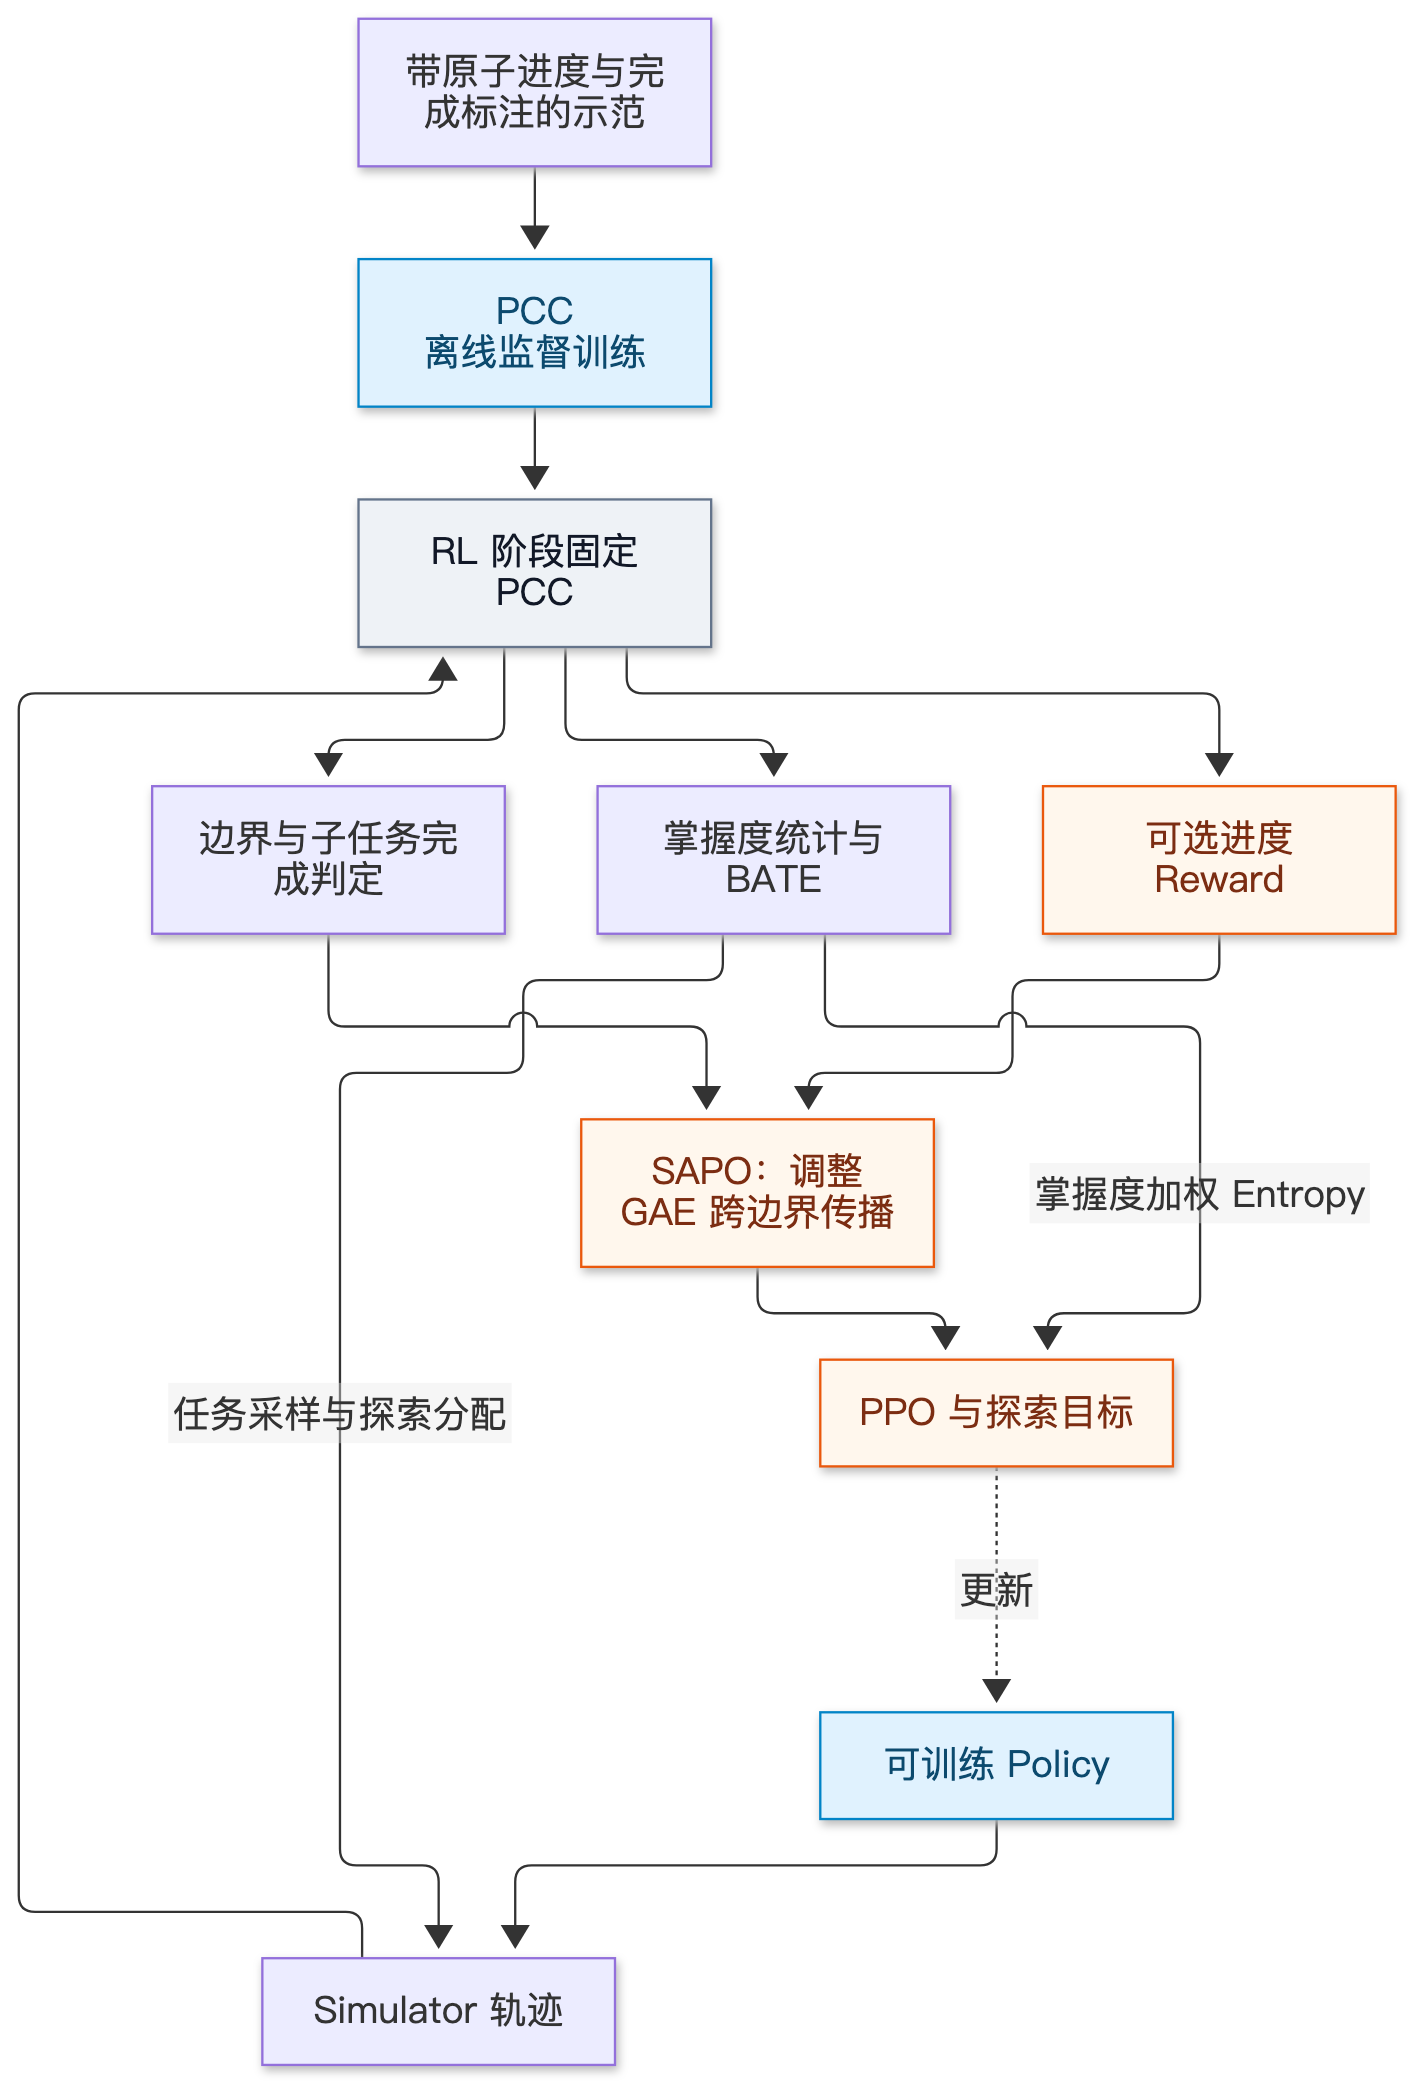 带原子进度与完
成标注的示范
PCC
离线监督训练
RL 阶段固定
PCC
边界与子任务完
成判定
掌握度统计与
BATE
可选进度
Reward
SAPO：调整
GAE 跨边界传播
掌握度加权 Entropy
PPO 与探索目标
任务采样与探索分配
更新
可训练 Policy
Simulator 轨迹